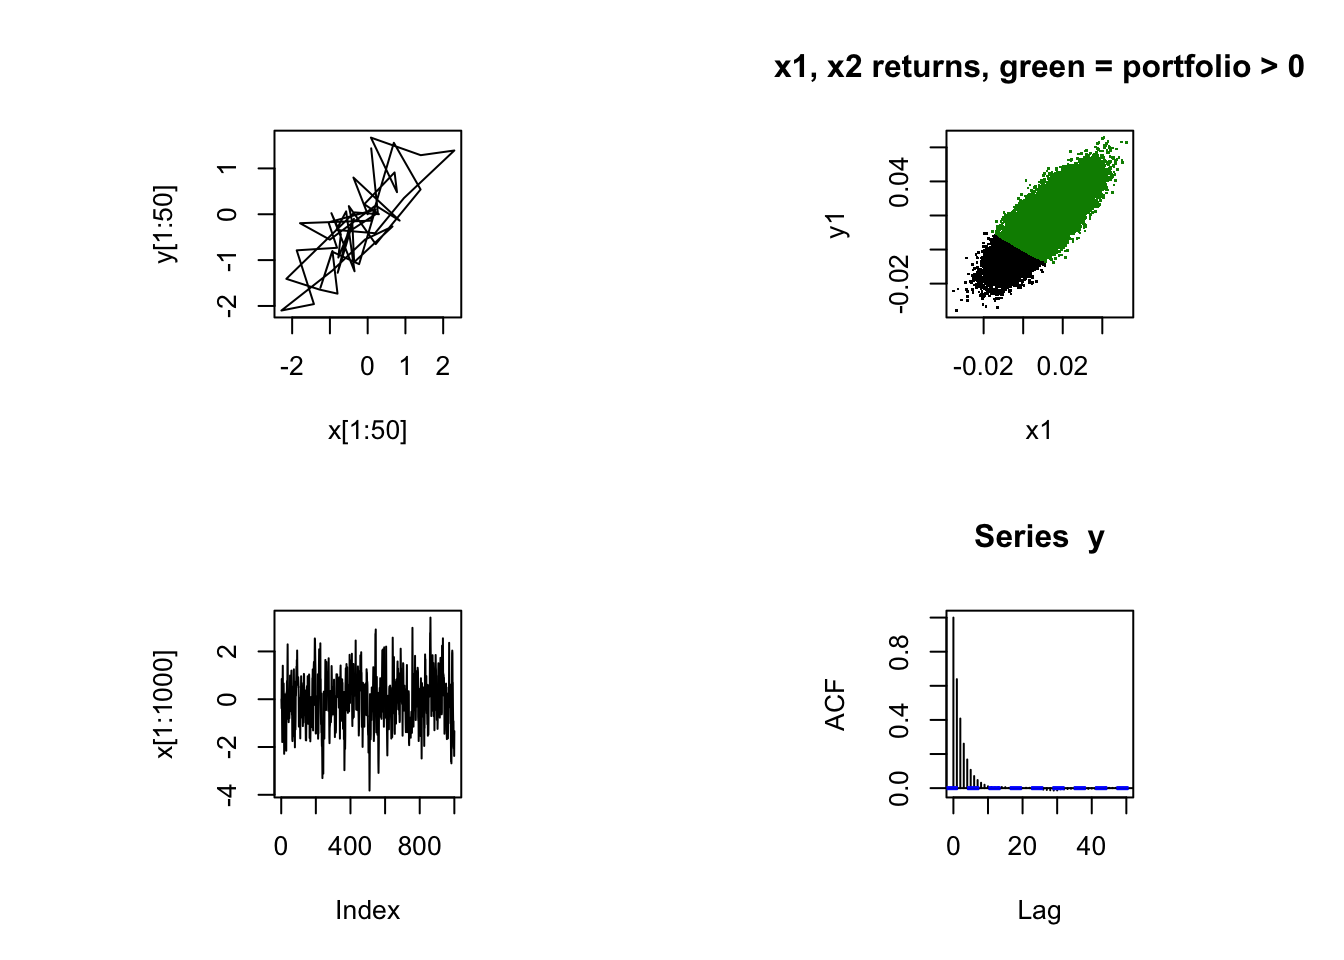 1
0
-1
-2
y[1:50]
-2 0 1 2
x[1:50]
x1, x2 returns, green = portfolio > 0
0.04
-0.02
y1
-0.02 0.02
x1
2
0
-2
-4
x[1:1000]
0 400 800
Index
Series y
0.8
0.4
0.0
ACF
0 20 40
Lag